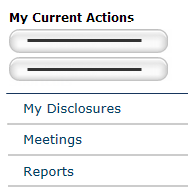 My Current Actions
My Disclosures
Meetings
Reports